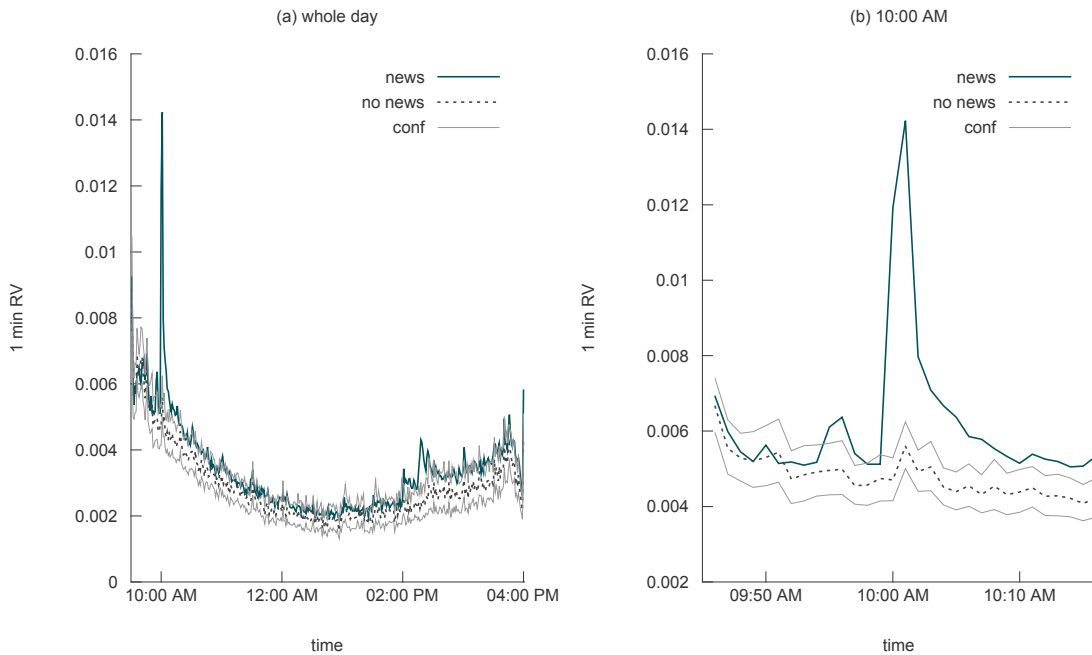 (a) whole day
0.016
0.014
0.012
0.01
0.008
0.006
0.004
0.002
0
1 min RV
news
no news
conf
10:00 AM
12:00 AM
02:00 PM
04:00 PM
time
(b) 10:00 AM
0.016
0.014
0.012
0.01
0.008
0.006
0.004
0.002
1 min RV
news
no news
conf
09:50 AM
10:00 AM
10:10 AM
time